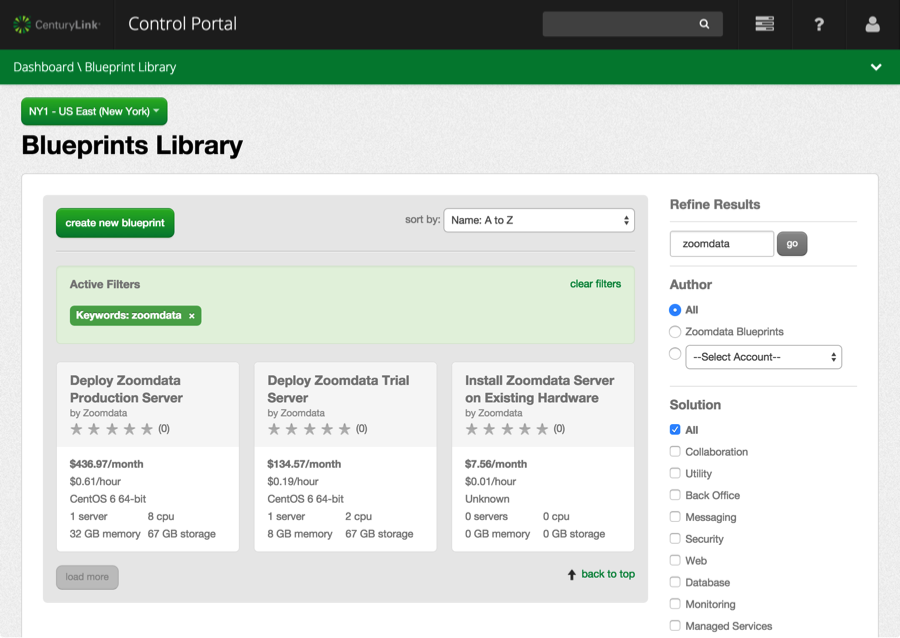 CenturyLink
Control Portal
?
Dashboard \ Blueprint Library
NY1 - US East (New York)
Blueprints Library
create new blueprint
sort by: Name: A to Z
Active Filters
clear filters
Keywords: zoomdata ×
Deploy Zoomdata
Production Server
by Zoomdata
(0)
$436.97/month
$0.61/hour
CentOS 6 64-bit
1 server 8 cpu
32 GB memory 67 GB storage
Deploy Zoomdata Trial
Server
by Zoomdata
(0)
$134.57/month
$0.19/hour
CentOS 6 64-bit
1 server 2 cpu
8 GB memory 67 GB storage
Install Zoomdata Server
on Existing Hardware
by Zoomdata
(0)
$7.56/month
$0.01/hour
Unknown
0 servers 0 cpu
0 GB memory 0 GB storage
load more
back to top
Refine Results
zoomdata go
Author
All
Zoomdata Blueprints
--Select Account--
Solution
All
Collaboration
Utility
Back Office
Messaging
Security
Web
Database
Monitoring
Managed Services